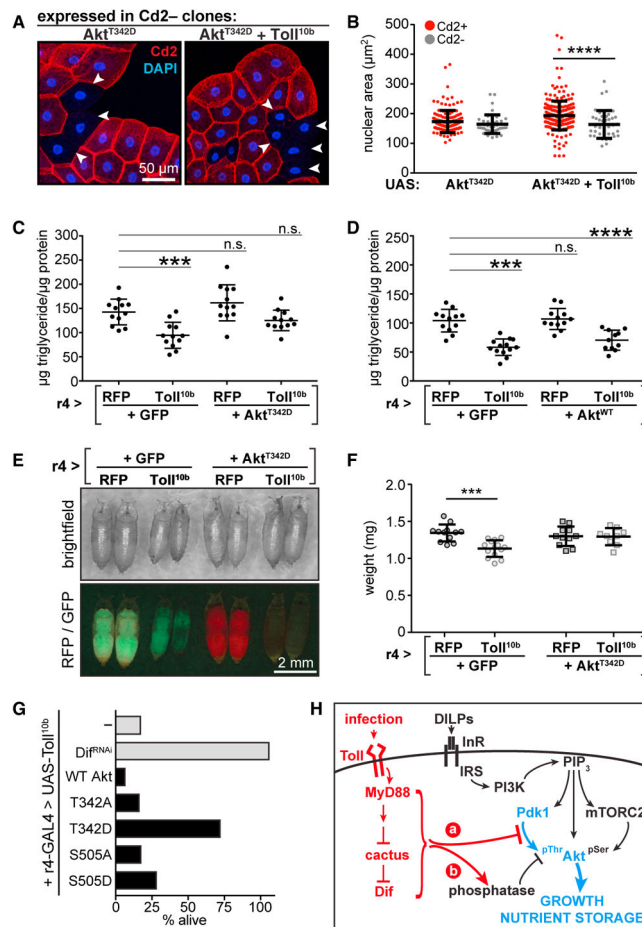 A
expressed in Cd2– clones:
Akt^T342D
Akt^T342D + Toll^10b
Cd2
DAPI
50 µm
B
Cd2+
Cd2-
nuclear area (µm²)
500
400
300
200
100
0
****
UAS: Akt^T342D Akt^T342D + Toll^10b
C
µg triglyceride/µg protein
300
250
200
150
100
50
0
n.s.
n.s.
***
r4 > [ RFP Toll^10b RFP Toll^10b ]
+ GFP + Akt^T342D
D
µg triglyceride/µg protein
250
200
150
100
50
0
****
n.s.
***
r4 > [ RFP Toll^10b RFP Toll^10b ]
+ GFP + Akt^WT
E
r4 > [ + GFP + Akt^T342D ]
RFP Toll^10b RFP Toll^10b
brightfield
RFP / GFP
2 mm
F
weight (mg)
2.0
1.5
1.0
0.5
0.0
***
r4 > [ RFP Toll^10b RFP Toll^10b ]
+ GFP + Akt^T342D
G
+ r4-GAL4 > UAS-Toll^10b
–
Dif^RNAi
WT Akt
T342A
T342D
S505A
S505D
0 25 50 75 100
% alive
H
infection
Toll
MyD88
cactus
Dif
DILPs
InR
IRS
PI3K
PIP₃
Pdk1
mTORC2
a
b
pThr Akt pSer
phosphatase
GROWTH
NUTRIENT STORAGE